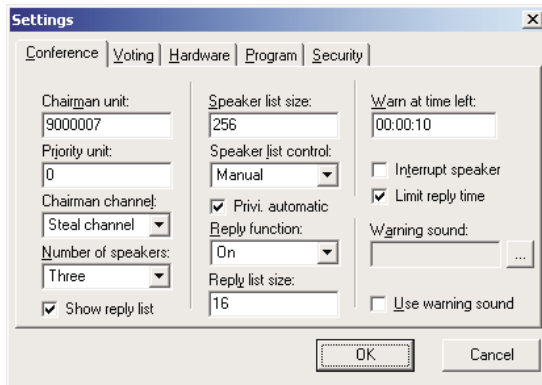 Settings
Conference Voting Hardware Program Security
Chairman unit:
9000007
Priority unit:
0
Chairman channel:
Steal channel
Number of speakers:
Three
Show reply list
Speaker list size:
256
Speaker list control:
Manual
Privi. automatic
Reply function:
On
Reply list size:
16
Warn at time left:
00:00:10
Interrupt speaker
Limit reply time
Warning sound:
...
Use warning sound
OK Cancel